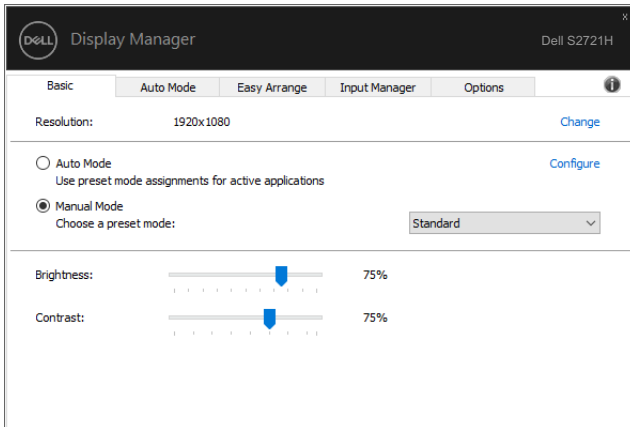 x
DELL Display Manager Dell S2721H
Basic Auto Mode Easy Arrange Input Manager Options i
Resolution: 1920x1080 Change
Auto Mode Configure
Use preset mode assignments for active applications
Manual Mode
Choose a preset mode: Standard
Brightness: 75%
Contrast: 75%